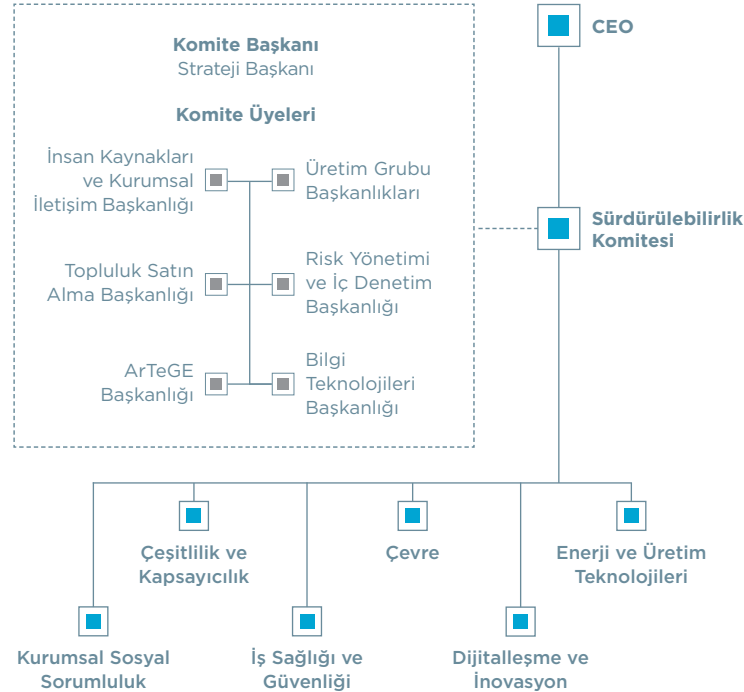 CEO
Komite Başkanı
Strateji Başkanı
Komite Üyeleri
İnsan Kaynakları
ve Kurumsal
İletişim Başkanlığı
Üretim Grubu
Başkanlıkları
Topluluk Satın
Alma Başkanlığı
Risk Yönetimi
ve İç Denetim
Başkanlığı
ArTeGE
Başkanlığı
Bilgi
Teknolojileri
Başkanlığı
Sürdürülebilirlik
Komitesi
Çeşitlilik ve
Kapsayıcılık
Çevre
Enerji ve Üretim
Teknolojileri
Kurumsal Sosyal
Sorumluluk
İş Sağlığı ve
Güvenliği
Dijitalleşme ve
İnovasyon